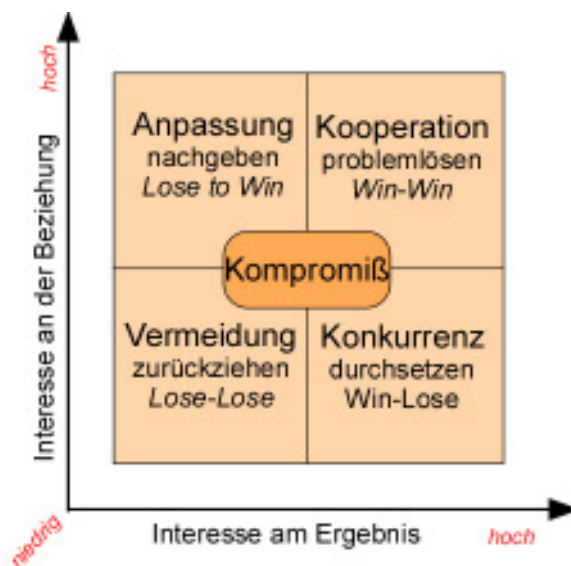 hoch
Interesse an der Beziehung
Anpassung
nachgeben
Lose to Win
Kooperation
problemlösen
Win-Win
Kompromiß
Vermeidung
zurückziehen
Lose-Lose
Konkurrenz
durchsetzen
Win-Lose
niedrig
Interesse am Ergebnis
hoch